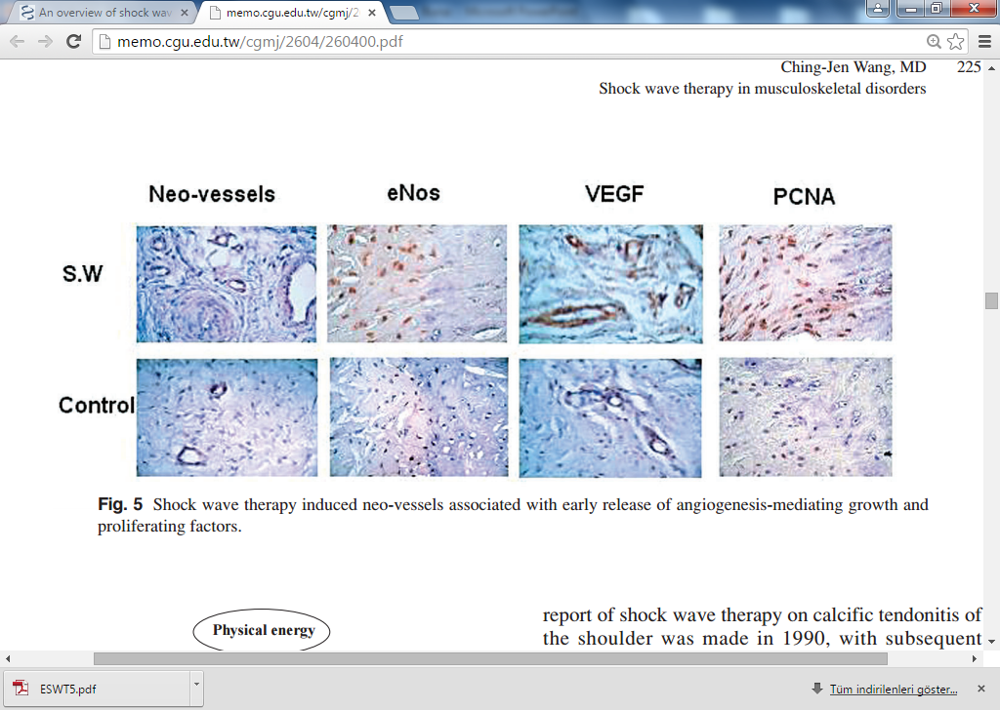 An overview of shock wav
memo.cgu.edu.tw/cgmj/2
memo.cgu.edu.tw/cgmj/2604/260400.pdf
Ching-Jen Wang, MD 225
Shock wave therapy in musculoskeletal disorders
Neo-vessels eNos VEGF PCNA
S.W
Control
Fig. 5 Shock wave therapy induced neo-vessels associated with early release of angiogenesis-mediating growth and
proliferating factors.
Physical energy
report of shock wave therapy on calcific tendonitis of
the shoulder was made in 1990, with subsequent
ESWT5.pdf
Tüm indirilenleri göster...